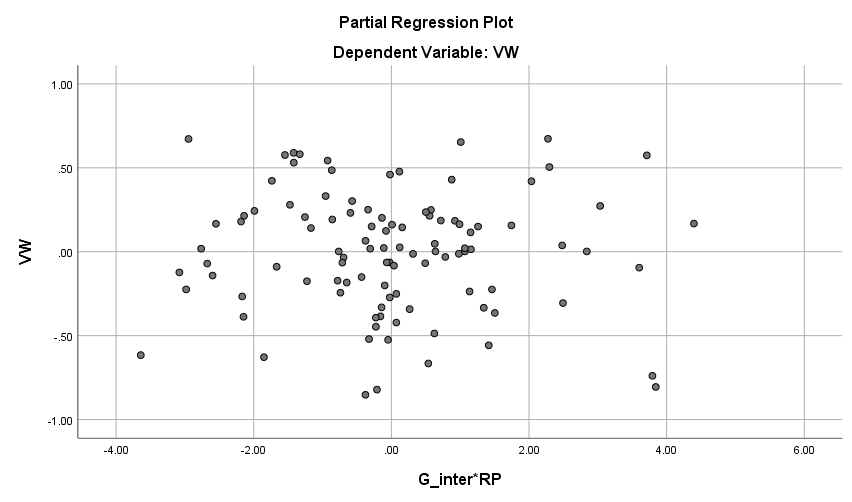 Partial Regression Plot
Dependent Variable: VW
1.00
.50
.00
-.50
-1.00
VW
-4.00 -2.00 .00 2.00 4.00 6.00
G_inter*RP